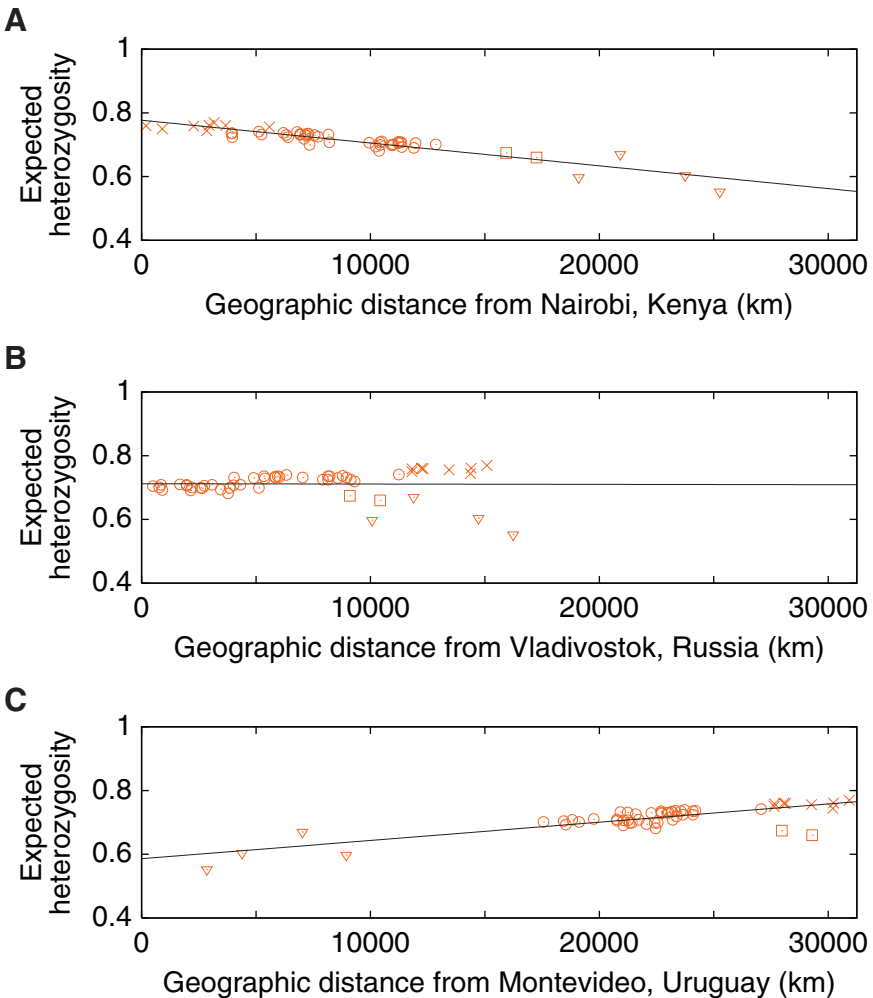 A
1
0.8
0.6
0.4
Expected
heterozygosity
0
10000
20000
30000
Geographic distance from Nairobi, Kenya (km)
B
1
0.8
0.6
0.4
Expected
heterozygosity
0
10000
20000
30000
Geographic distance from Vladivostok, Russia (km)
C
1
0.8
0.6
0.4
Expected
heterozygosity
0
10000
20000
30000
Geographic distance from Montevideo, Uruguay (km)